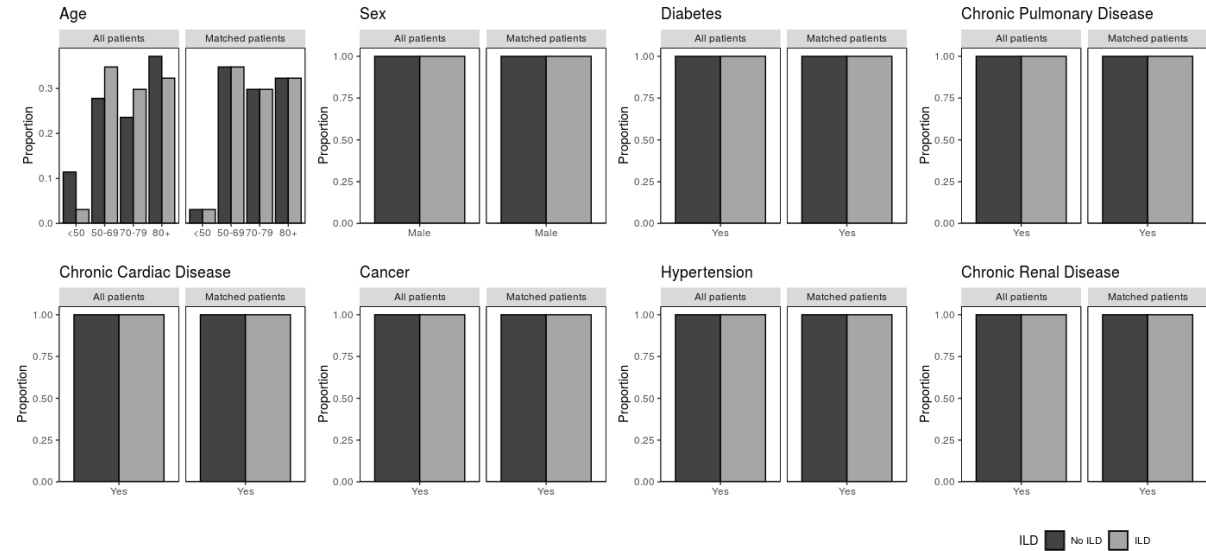 Age
All patients
Matched patients
Proportion
0.3
0.2
0.1
0.0
<50 50-69 70-79 80+
<50 50-69 70-79 80+
Sex
All patients
Matched patients
Proportion
1.00
0.75
0.50
0.25
0.00
Male
Male
Diabetes
All patients
Matched patients
Proportion
1.00
0.75
0.50
0.25
0.00
Yes
Yes
Chronic Pulmonary Disease
All patients
Matched patients
Proportion
1.00
0.75
0.50
0.25
0.00
Yes
Yes
Chronic Cardiac Disease
All patients
Matched patients
Proportion
1.00
0.75
0.50
0.25
0.00
Yes
Yes
Cancer
All patients
Matched patients
Proportion
1.00
0.75
0.50
0.25
0.00
Yes
Yes
Hypertension
All patients
Matched patients
Proportion
1.00
0.75
0.50
0.25
0.00
Yes
Yes
Chronic Renal Disease
All patients
Matched patients
Proportion
1.00
0.75
0.50
0.25
0.00
Yes
Yes
ILD No ILD ILD